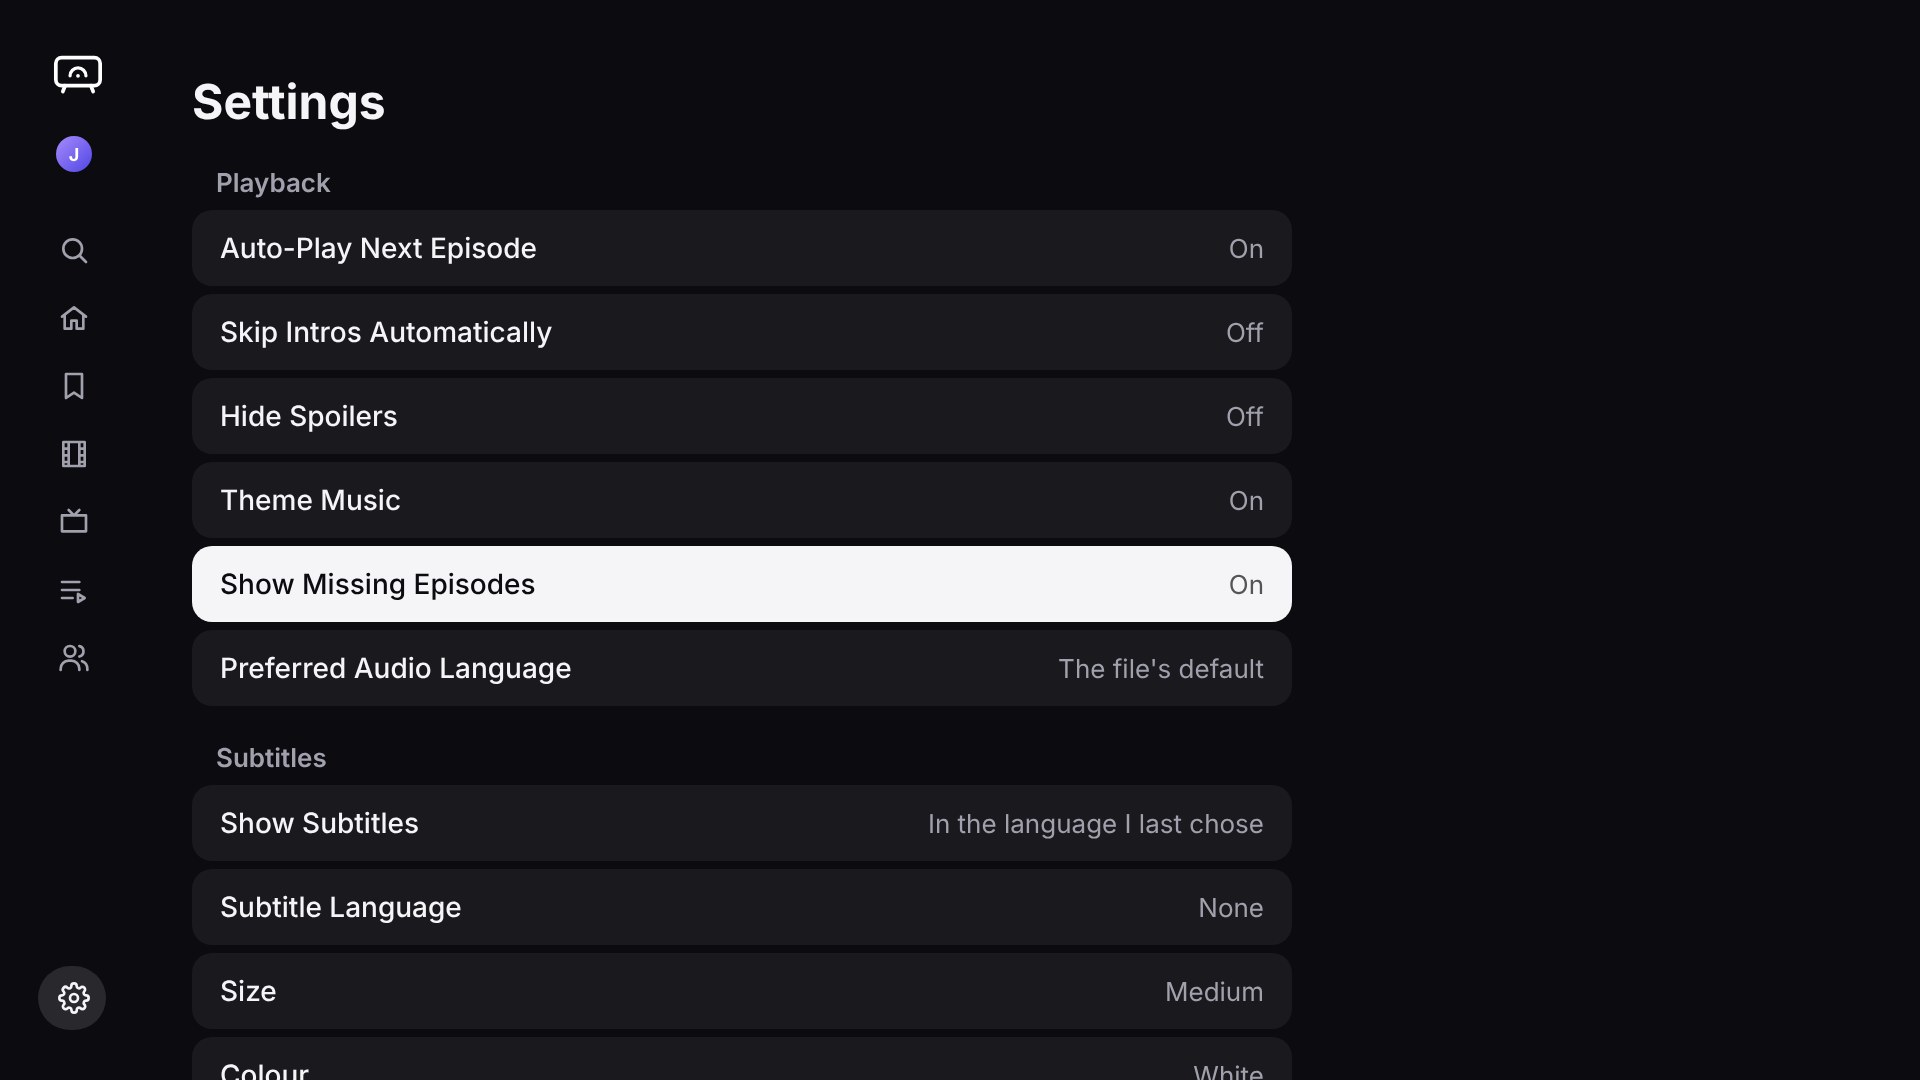 J
Settings
Playback
Auto-Play Next Episode On
Skip Intros Automatically Off
Hide Spoilers Off
Theme Music On
Show Missing Episodes On
Preferred Audio Language The file's default
Subtitles
Show Subtitles In the language I last chose
Subtitle Language None
Size Medium
Colour White